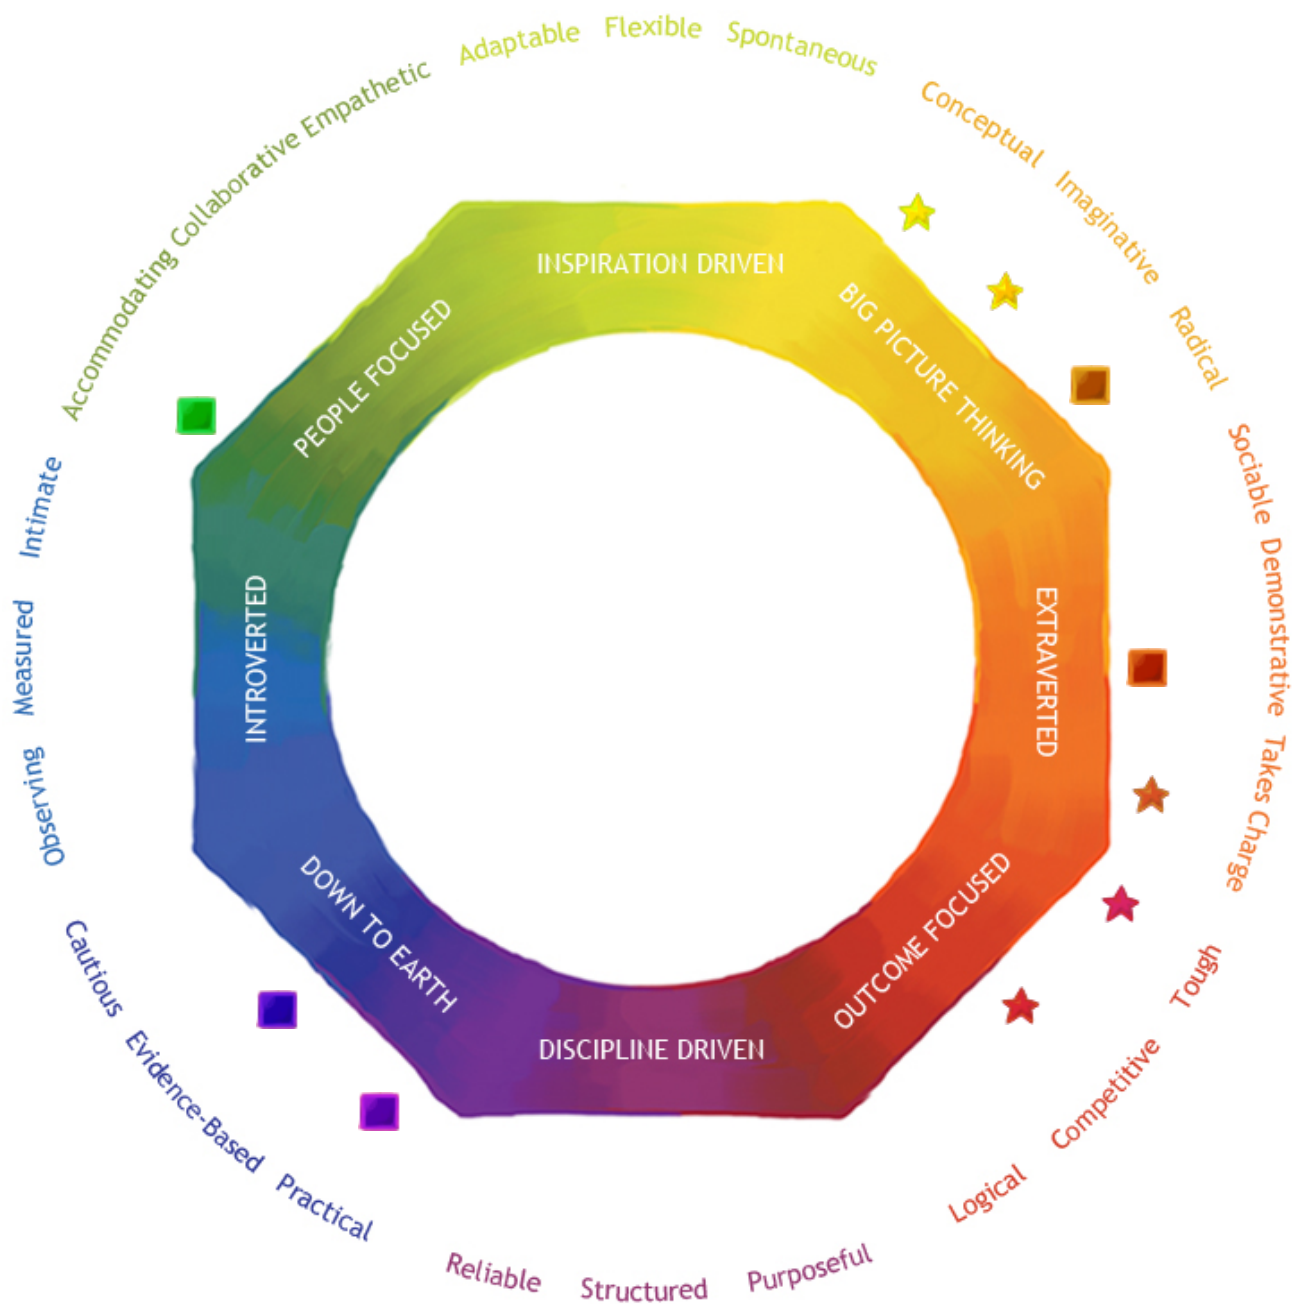 Adaptable Flexible Spontaneous
Conceptual Imaginative Radical
Sociable Demonstrative Takes Charge
Tough Competitive Logical
Purposeful Structured Reliable
Practical Evidence-Based Cautious
Observing Measured Intimate
Accommodating Collaborative Empathetic
INSPIRATION DRIVEN
BIG PICTURE THINKING
EXTRAVERTED
OUTCOME FOCUSED
DISCIPLINE DRIVEN
DOWN TO EARTH
INTROVERTED
PEOPLE FOCUSED